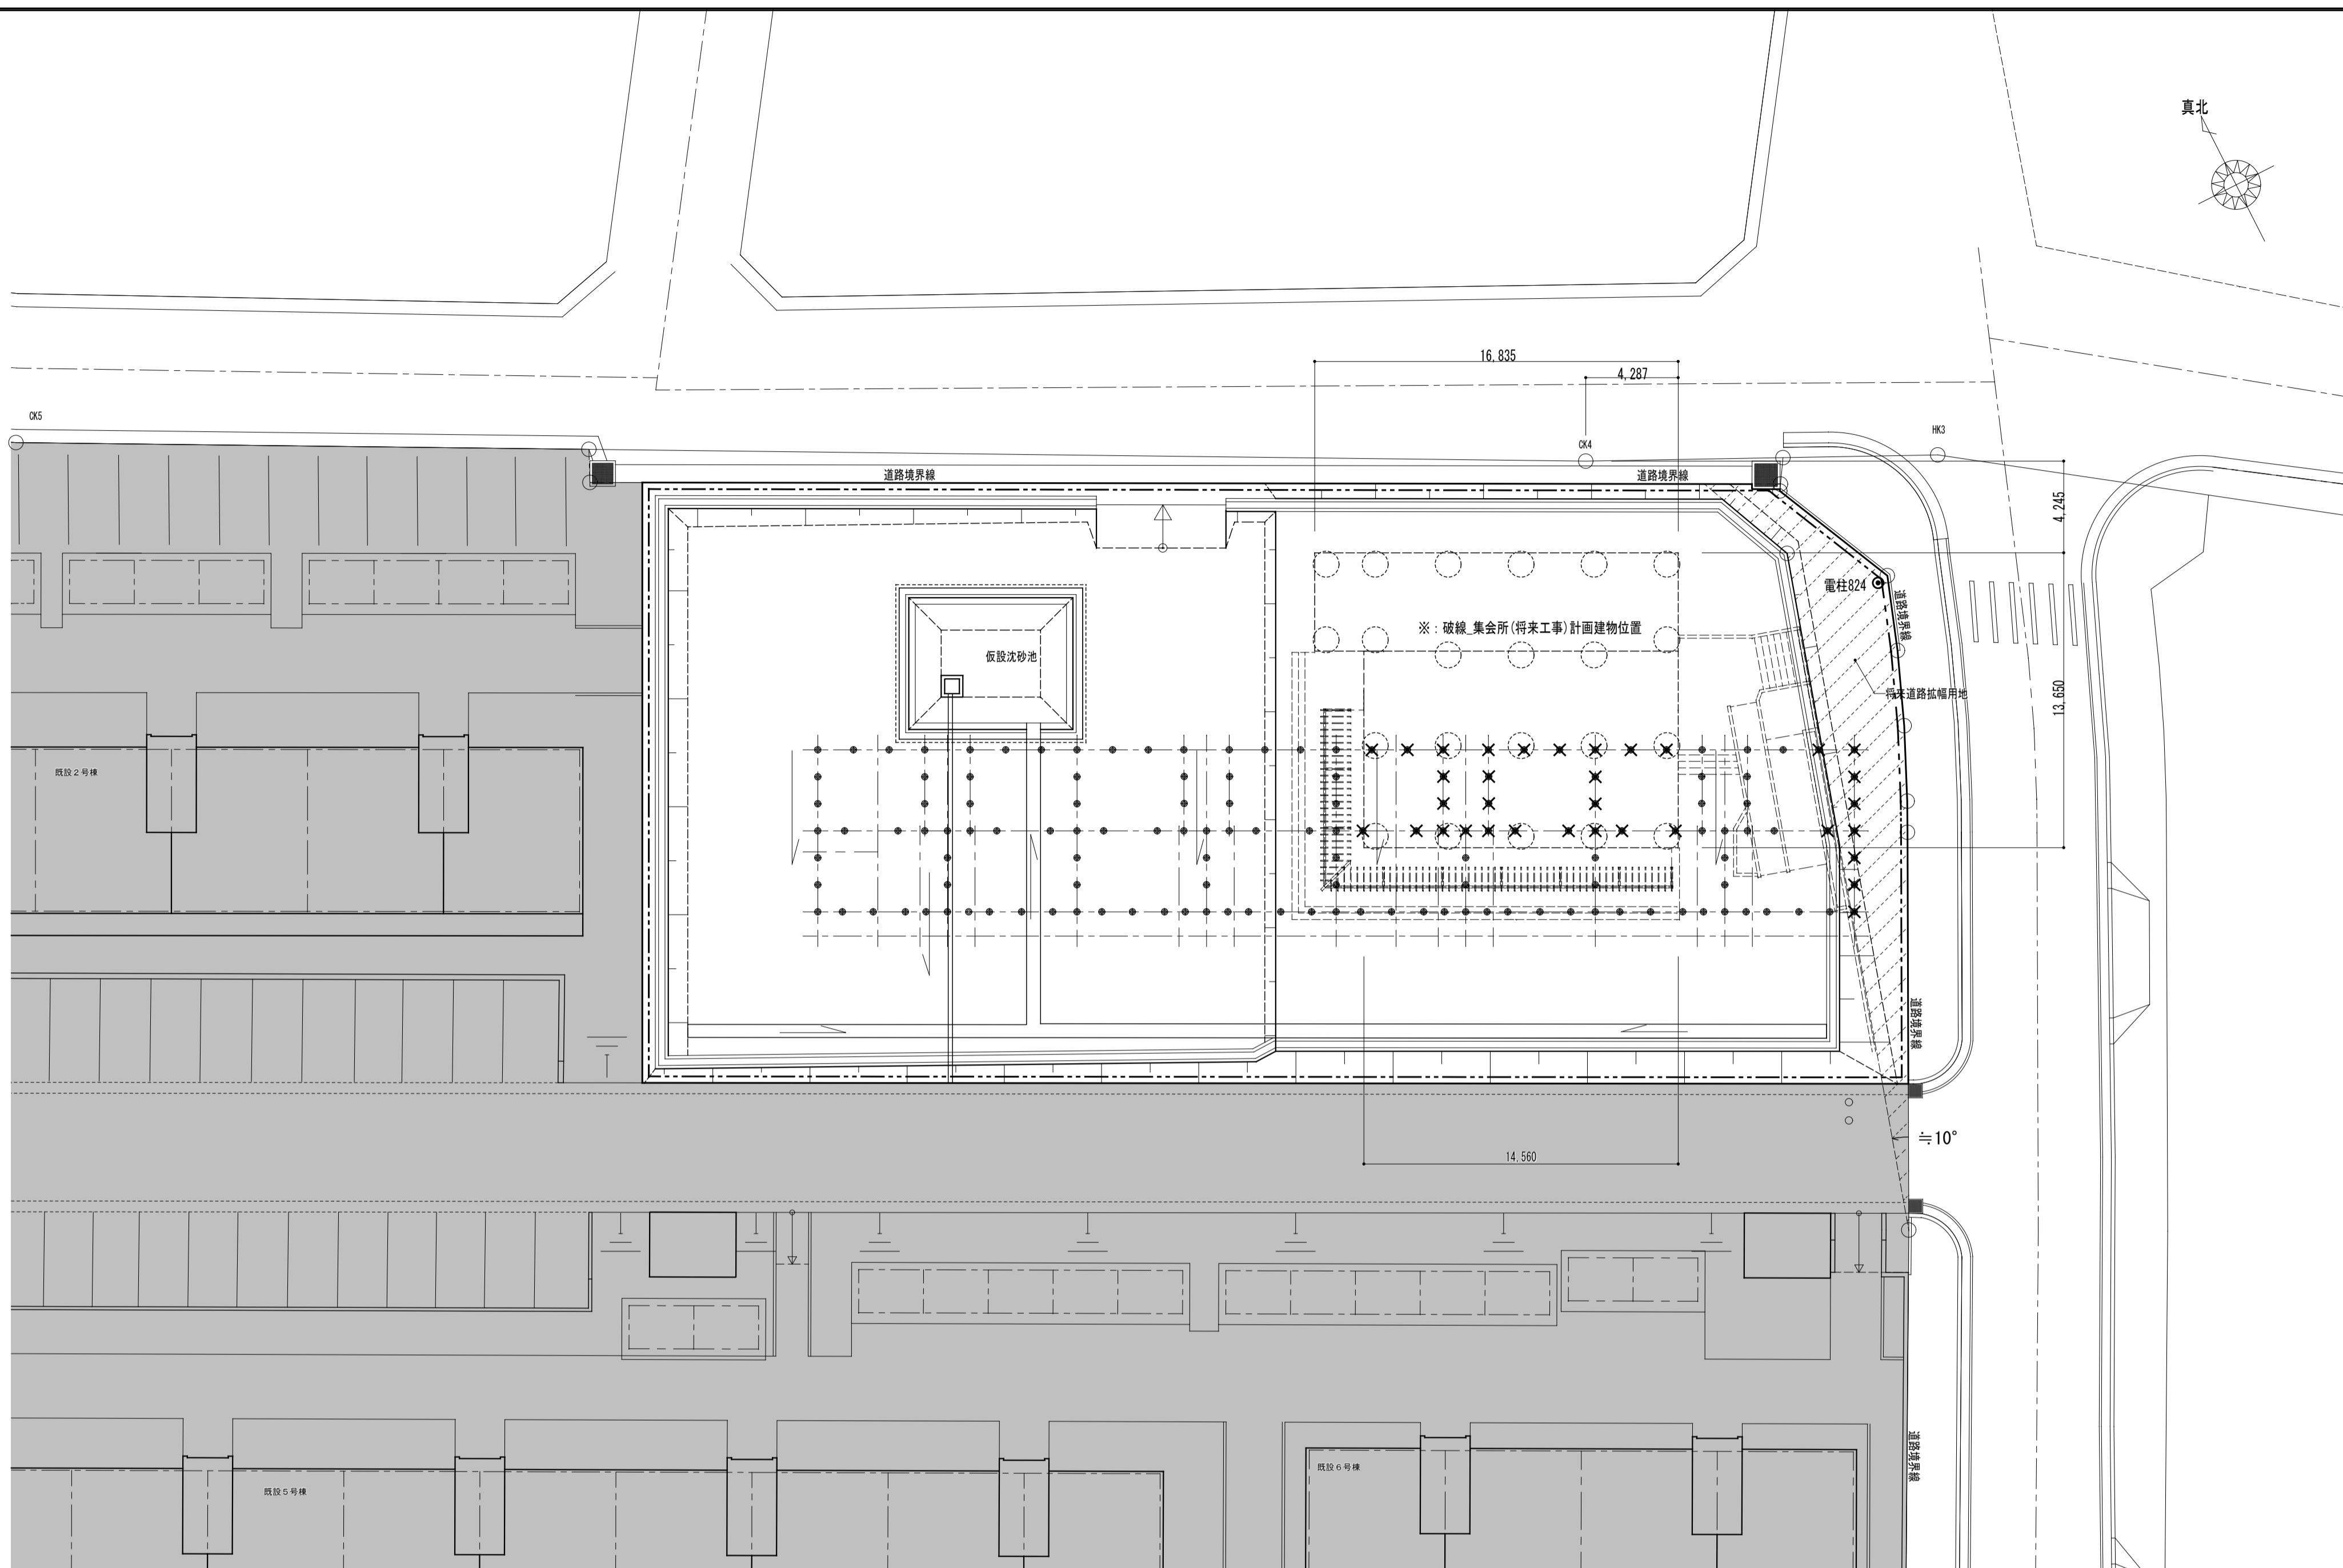 真北
16,835
4,287
CK5
CK4
HK3
道路境界線
道路境界線
4,245
電柱824
道路境界線
※：破線_集会所(将来工事)計画建物位置
仮設沈砂池
将来道路拡幅用地
13,650
既設２号棟
道路境界線
≒10°
14,560
道路境界線
既設６号棟
既設５号棟